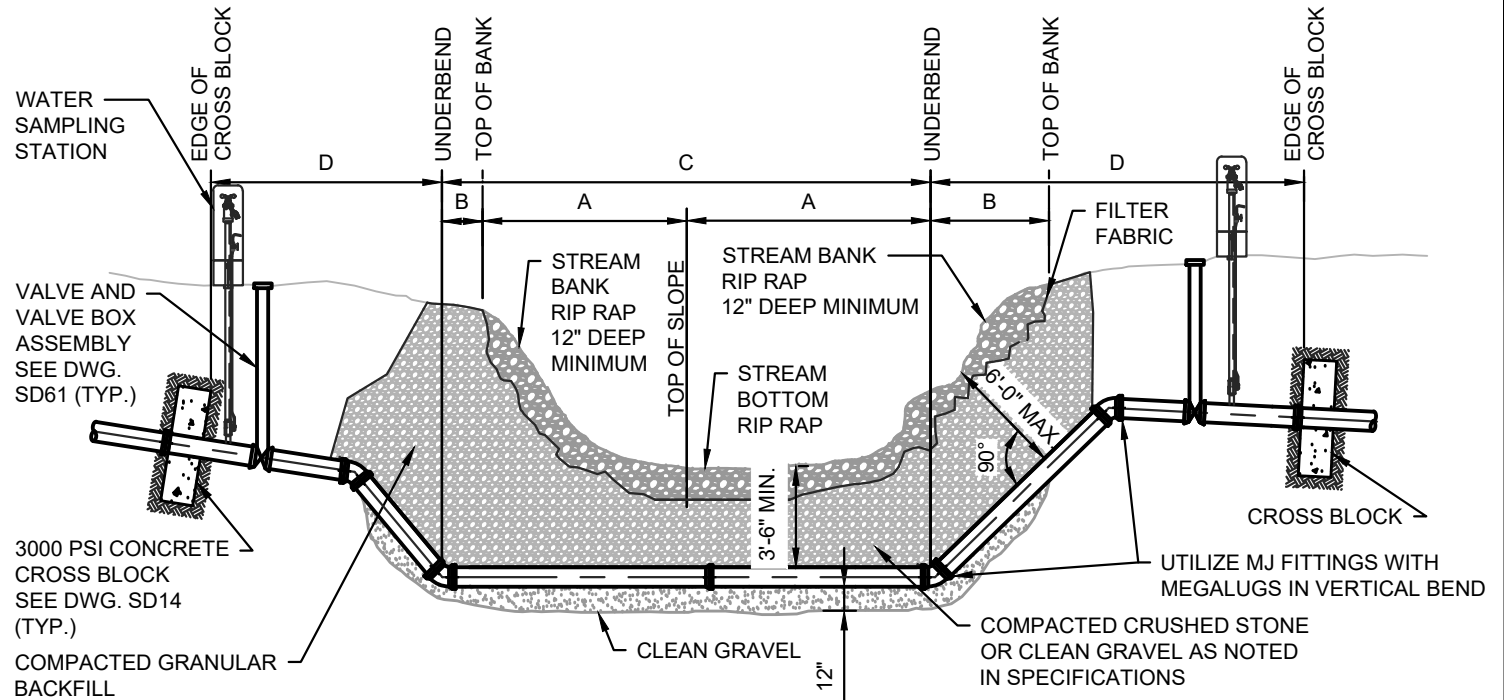 EDGE OF
CROSS BLOCK
UNDERBEND
TOP OF BANK
UNDERBEND
TOP OF BANK
EDGE OF
CROSS BLOCK
WATER
SAMPLING
STATION
D
C
D
B
A
A
B
FILTER
FABRIC
STREAM
BANK
RIP RAP
12" DEEP
MINIMUM
TOP OF SLOPE
STREAM BANK
RIP RAP
12" DEEP MINIMUM
VALVE AND
VALVE BOX
ASSEMBLY
SEE DWG.
SD61 (TYP.)
STREAM
BOTTOM
RIP RAP
6'-0" MAX
90°
3'-6" MIN.
CROSS BLOCK
3000 PSI CONCRETE
CROSS BLOCK
SEE DWG. SD14
(TYP.)
UTILIZE MJ FITTINGS WITH
MEGALUGS IN VERTICAL BEND
COMPACTED GRANULAR
BACKFILL
CLEAN GRAVEL
12"
COMPACTED CRUSHED STONE
OR CLEAN GRAVEL AS NOTED
IN SPECIFICATIONS